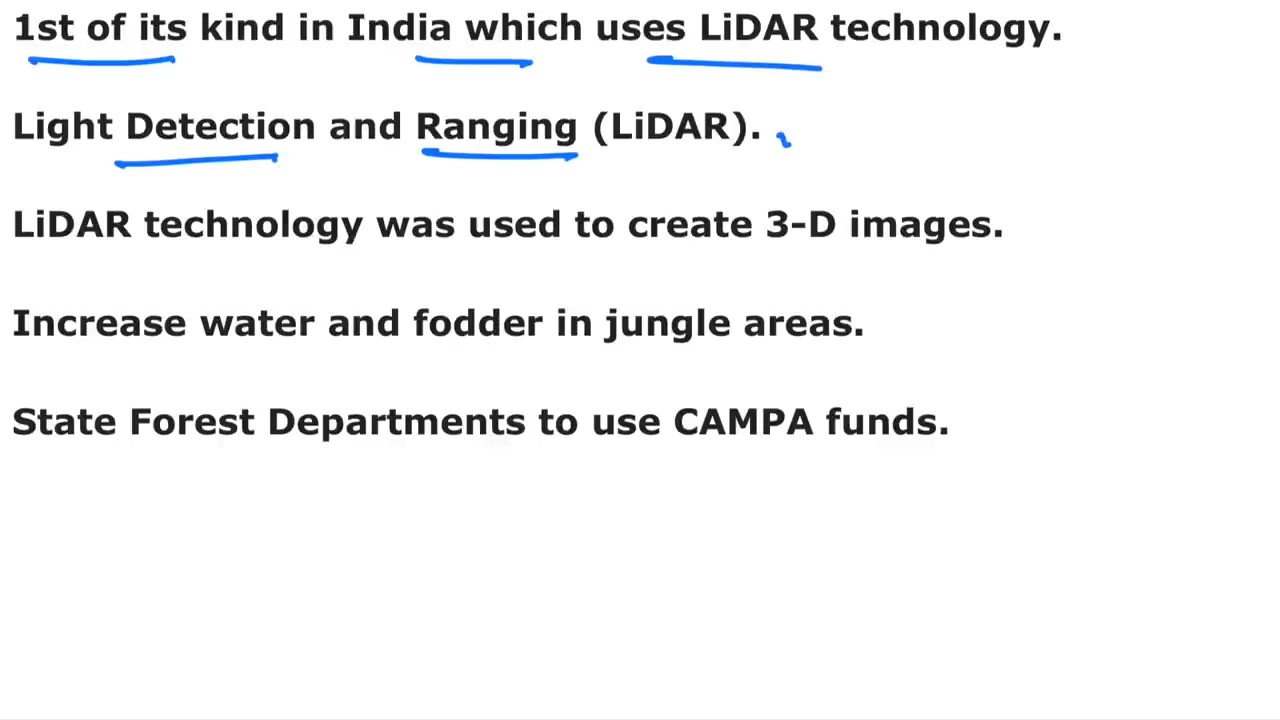 1st of its kind in India which uses LiDAR technology.
Light Detection and Ranging (LiDAR).
LiDAR technology was used to create 3-D images.
Increase water and fodder in jungle areas.
State Forest Departments to use CAMPA funds.